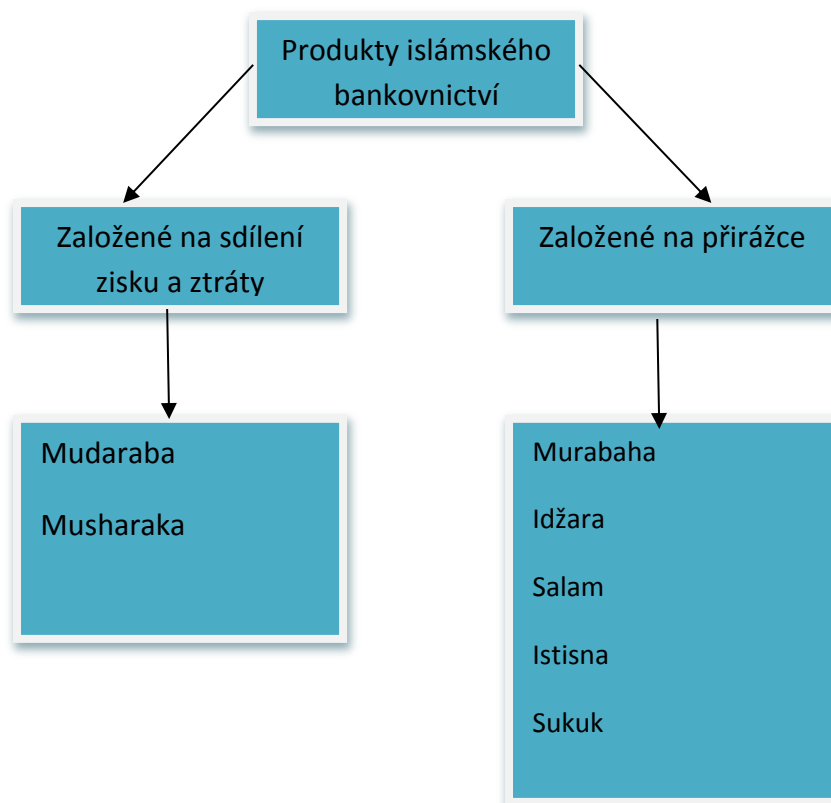 Produkty islámského
bankovnictví
Založené na sdílení
zisku a ztráty
Založené na přirážce
Mudaraba
Musharaka
Murabaha
Idžara
Salam
Istisna
Sukuk